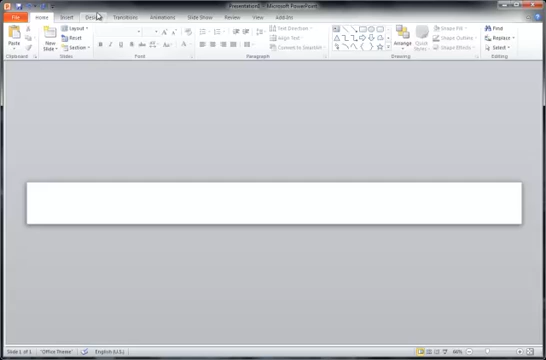 Presentation1 - Microsoft PowerPoint
File Home Insert Design Transitions Animations Slide Show Review View Add-Ins
Paste
Clipboard
New Slide
Layout
Reset
Section
Slides
Font
Text Direction
Align Text
Convert to SmartArt
Paragraph
Arrange
Quick Styles
Shape Fill
Shape Outline
Shape Effects
Drawing
Find
Replace
Select
Editing
Slide 1 of 1 "Office Theme" English (U.S.) 66%